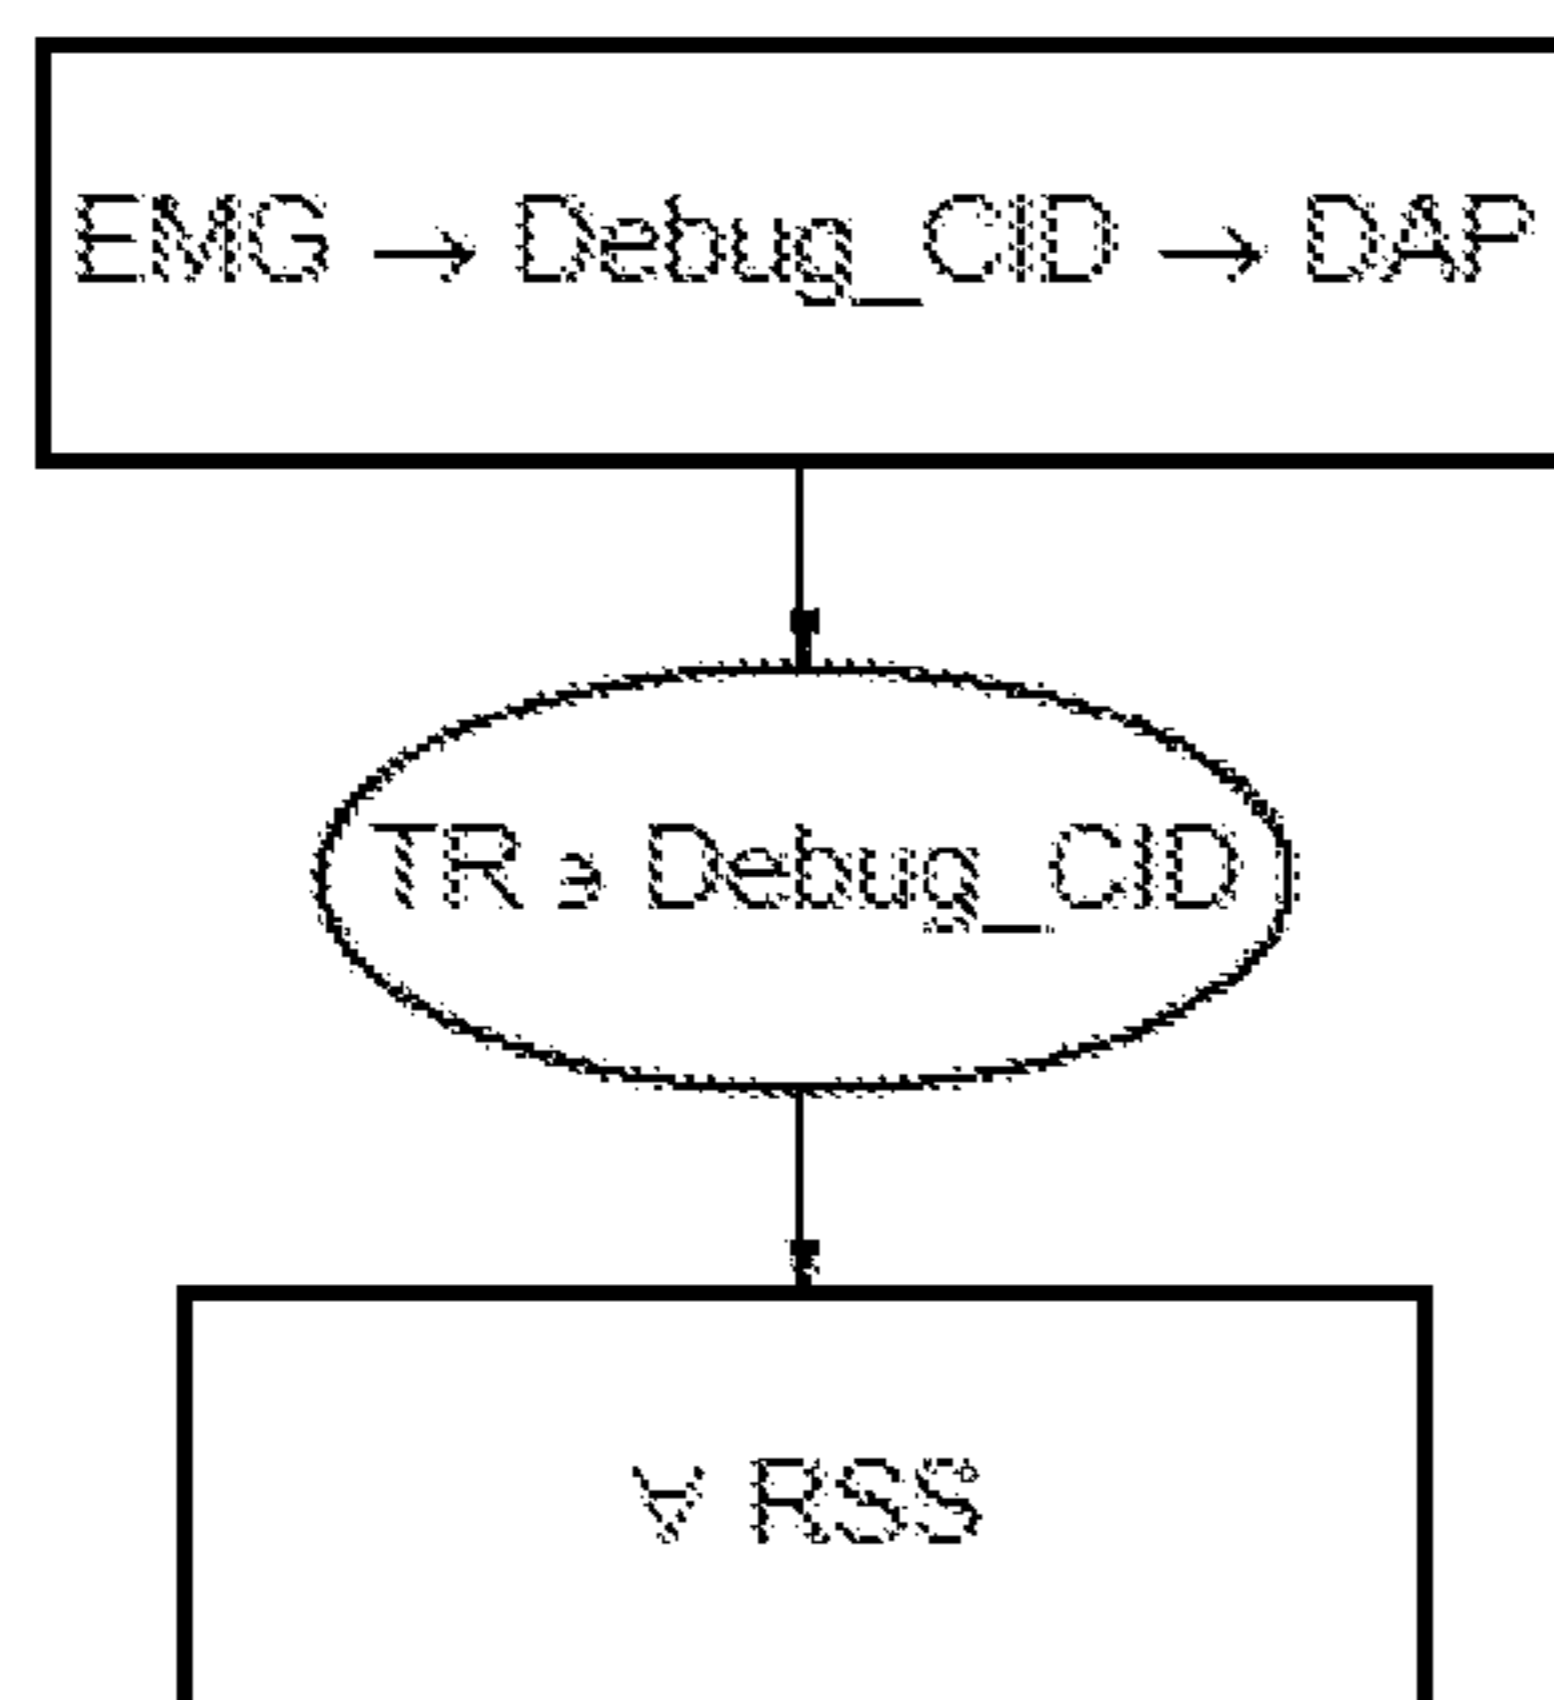 EMG → Debug_CID → DAP
TR э Debug_CID
∀ RSS